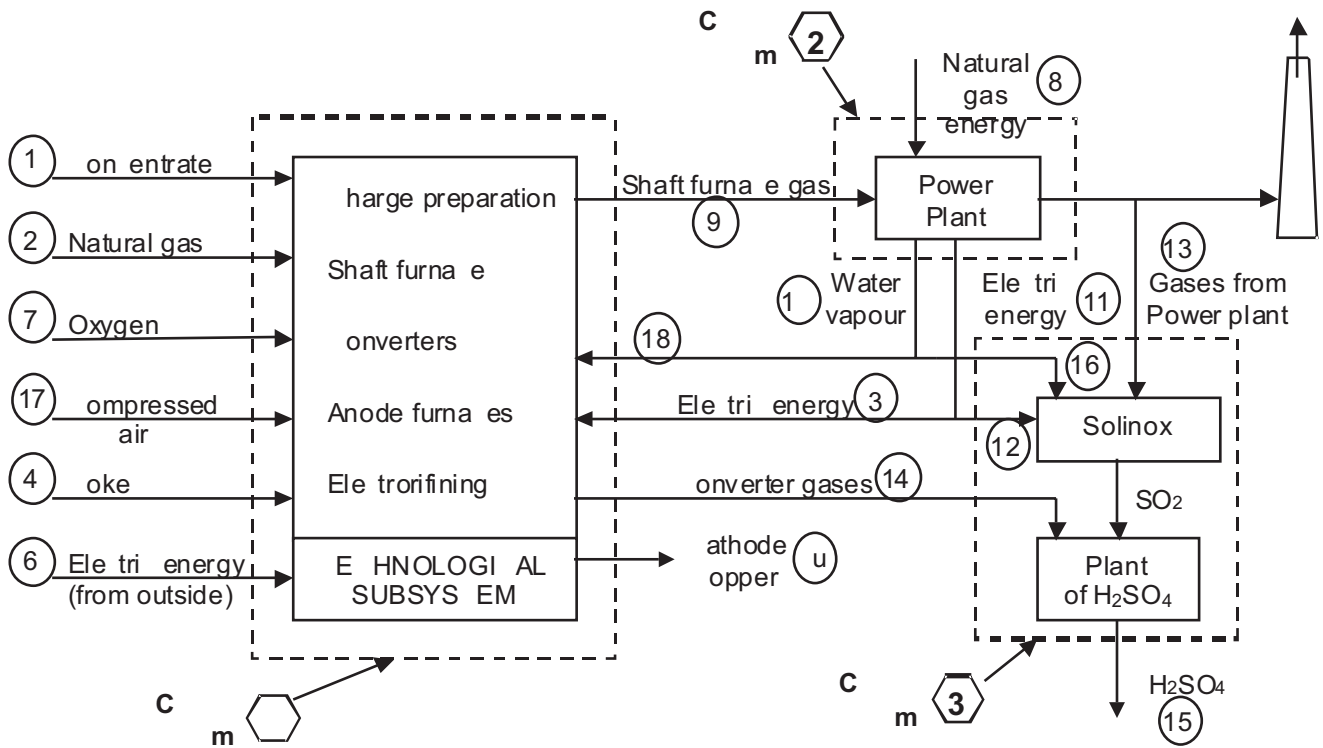 C
m 2
Natural 8
gas
energy
1 on entrate
harge preparation
Shaft furna e gas
9
Power
Plant
2 Natural gas
Shaft furna e
13
1 Water
vapour
Ele tri 11
energy
Gases from
Power plant
7 Oxygen
onverters
18
16
17 ompressed
air
Anode furna es
Ele tri energy 3
12
Solinox
4 oke
Ele trorifining
onverter gases 14
SO2
6 Ele tri energy
(from outside)
E HNOLOGI AL
SUBSYS EM
athode u
opper
Plant
of H2SO4
C
m
C
m 3
H2SO4
15